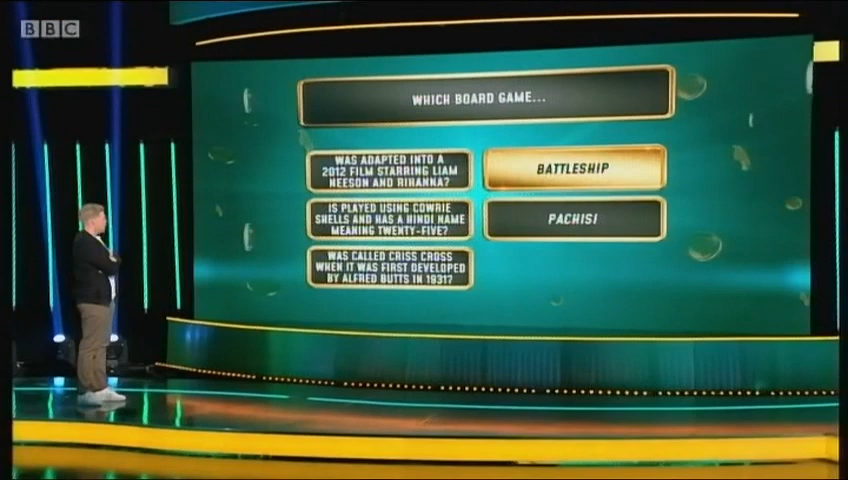 BBC
WHICH BOARD GAME...
WAS ADAPTED INTO A
2012 FILM STARRING LIAM
NEESON AND RIHANNA?
BATTLESHIP
IS PLAYED USING COWRIE
SHELLS AND HAS A HINDI NAME
MEANING TWENTY-FIVE?
PACHISI
WAS CALLED CRISS CROSS
WHEN IT WAS FIRST DEVELOPED
BY ALFRED BUTTS IN 1931?